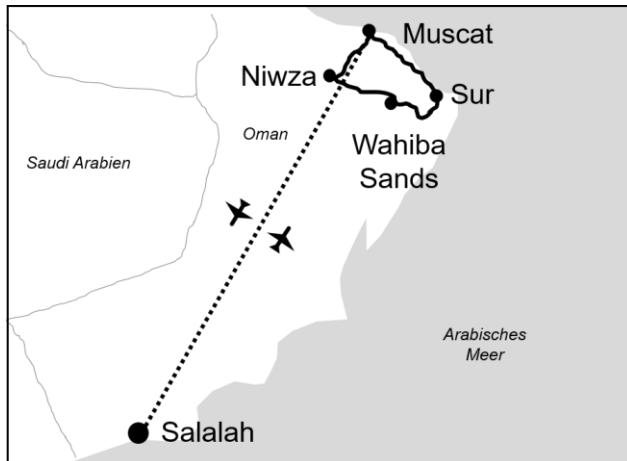 Muscat
Niwza
Sur
Oman
Wahiba
Sands
Saudi Arabien
Arabisches
Meer
Salalah